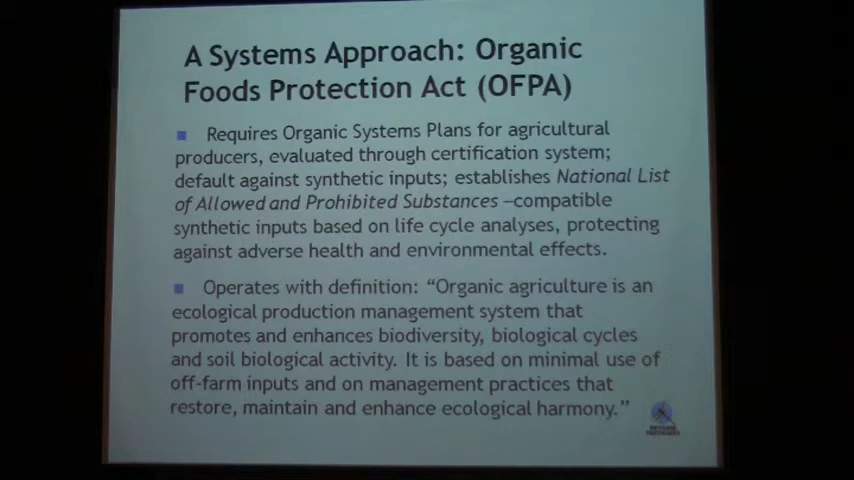 A Systems Approach: Organic
Foods Protection Act (OFPA)
Requires Organic Systems Plans for agricultural
producers, evaluated through certification system;
default against synthetic inputs; establishes National List
of Allowed and Prohibited Substances –compatible
synthetic inputs based on life cycle analyses, protecting
against adverse health and environmental effects.
Operates with definition: “Organic agriculture is an
ecological production management system that
promotes and enhances biodiversity, biological cycles
and soil biological activity. It is based on minimal use of
off-farm inputs and on management practices that
restore, maintain and enhance ecological harmony.”